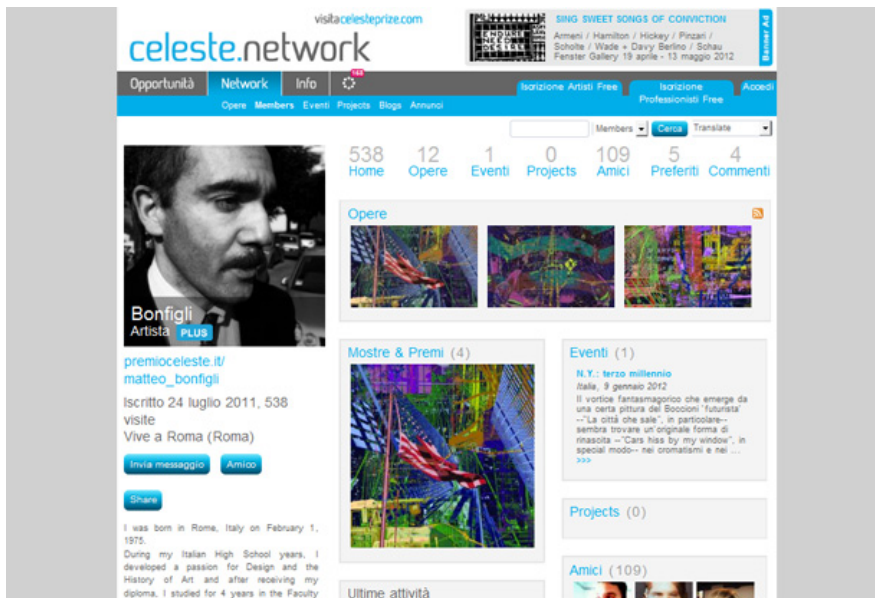 visitacelesteprize.com
celeste.network
SING SWEET SONGS OF CONVICTION
Armeni / Hamilton / Hickey / Pinzari /
Scholte / Wade + Davy Berlino / Schau
Fenster Gallery 19 aprile - 13 maggio 2012
Banner Ad
ENDURE
NEED
DESIRE
Opportunità Network Info 168
Iscrizione Artisti Free Iscrizione Professionisti Free Accedi
Opere Members Eventi Projects Blogs Annunci
Members Cerca Translate
538 12 1 0 109 5 4
Home Opere Eventi Projects Amici Preferiti Commenti
Bonfigli
Artista PLUS
premioceleste.it/
matteo_bonfigli
Iscritto 24 luglio 2011, 538
visite
Vive a Roma (Roma)
Invia messaggio Amico
Share
I was born in Rome, Italy on February 1,
1975.
During my Italian High School years, I
developed a passion for Design and the
History of Art and after receiving my
diploma, I studied for 4 years in the Faculty
Opere
Mostre & Premi (4)
Ultime attività
Eventi (1)
N.Y.: terzo millennio
Italia, 9 gennaio 2012
Il vortice fantasmagorico che emerge da
una certa pittura del Boccioni 'futurista'
--"La città che sale", in particolare--
sembra trovare un'originale forma di
rinascita --"Cars hiss by my window", in
special modo-- nei cromatismi e nei ...
>>>
Projects (0)
Amici (109)